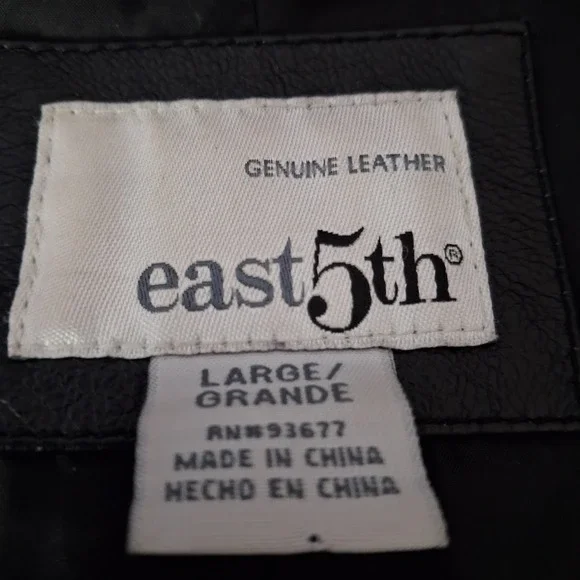 GENUINE LEATHER
east5th®
LARGE/
GRANDE
RN#93677
MADE IN CHINA
HECHO EN CHINA